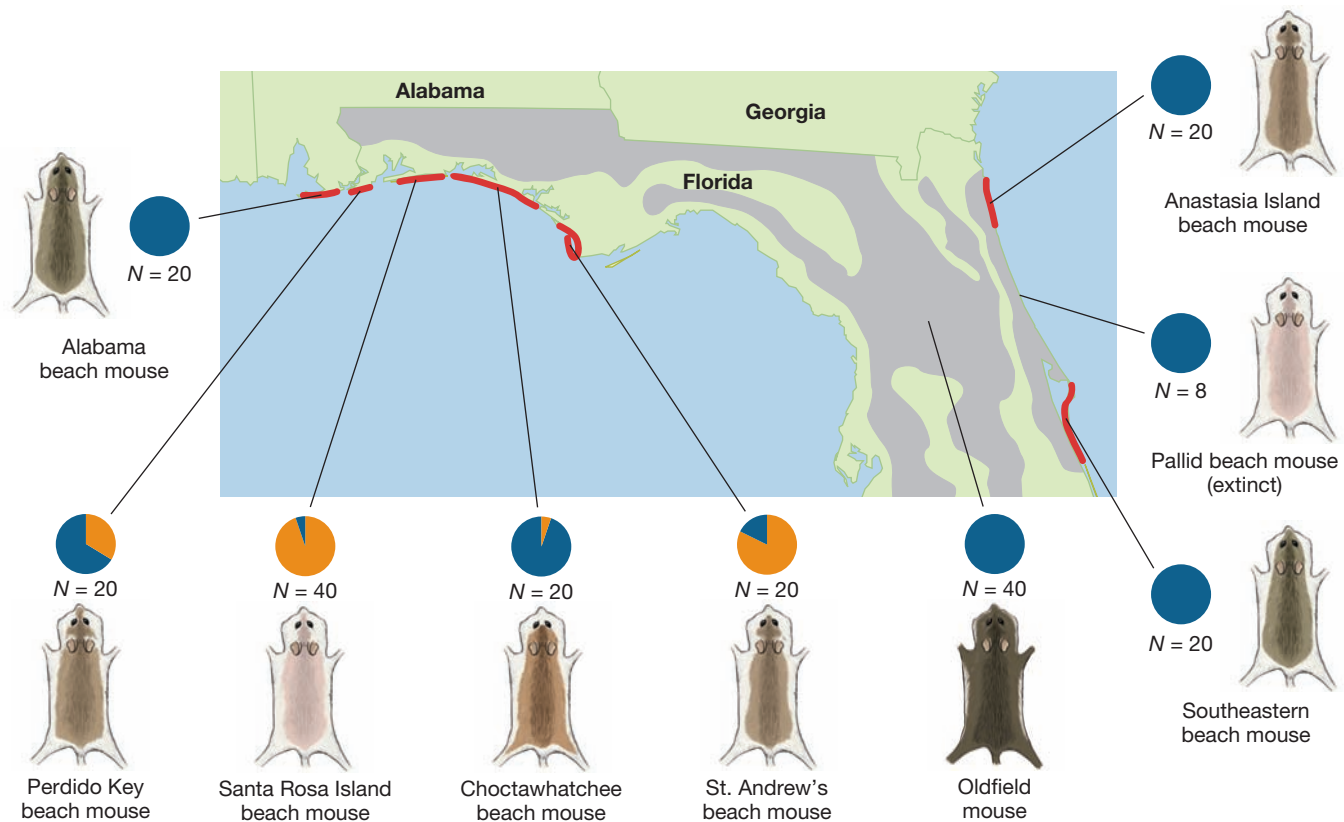 Alabama
Georgia
Florida
N = 20
Alabama
beach mouse
N = 20
Anastasia Island
beach mouse
N = 8
Pallid beach mouse
(extinct)
N = 20
Southeastern
beach mouse
N = 20
Perdido Key
beach mouse
N = 40
Santa Rosa Island
beach mouse
N = 20
Choctawhatchee
beach mouse
N = 20
St. Andrew’s
beach mouse
N = 40
Oldfield
mouse